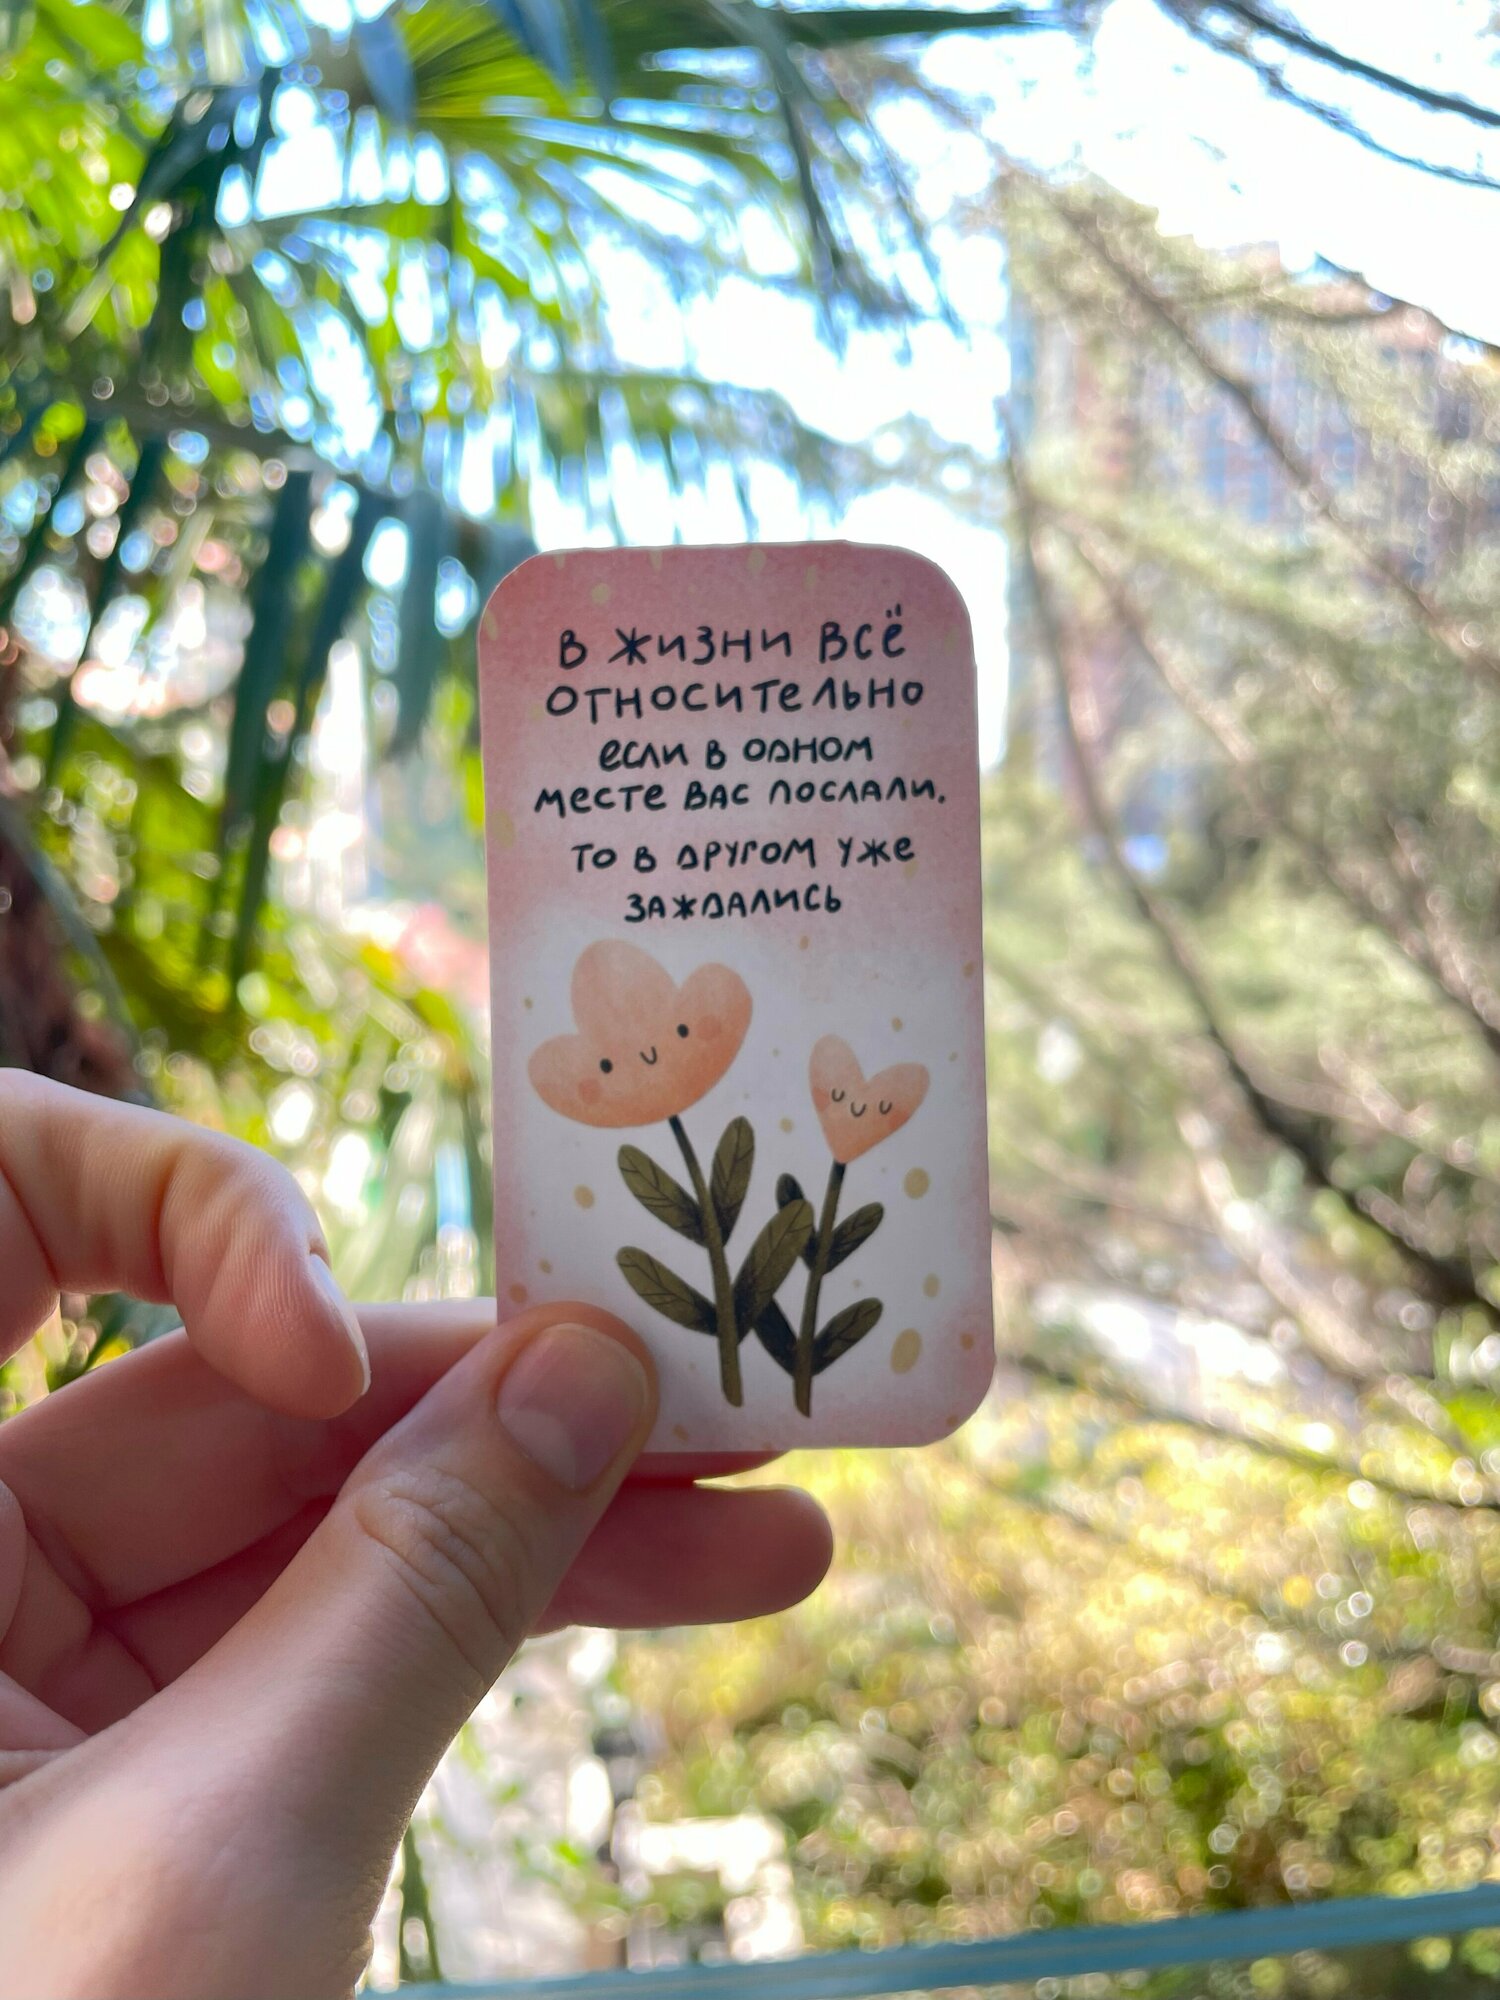 В ЖИЗНИ ВСЁ
ОТНОСИТЕЛЬНО
ЕСЛИ В ОДНОМ
МЕСТЕ ВАС ПОСЛАЛИ.
ТО В ДРУГОМ УЖЕ
ЗАЖДАЛИСЬ